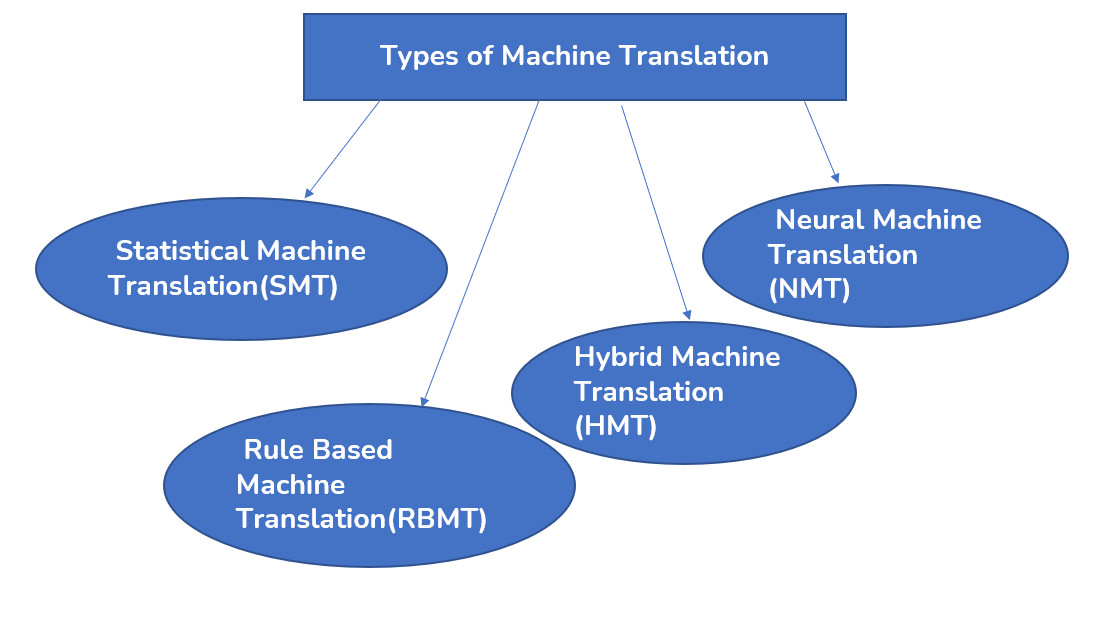 Types of Machine Translation
Statistical Machine
Translation(SMT)
Neural Machine
Translation
(NMT)
Hybrid Machine
Translation
(HMT)
Rule Based
Machine
Translation(RBMT)